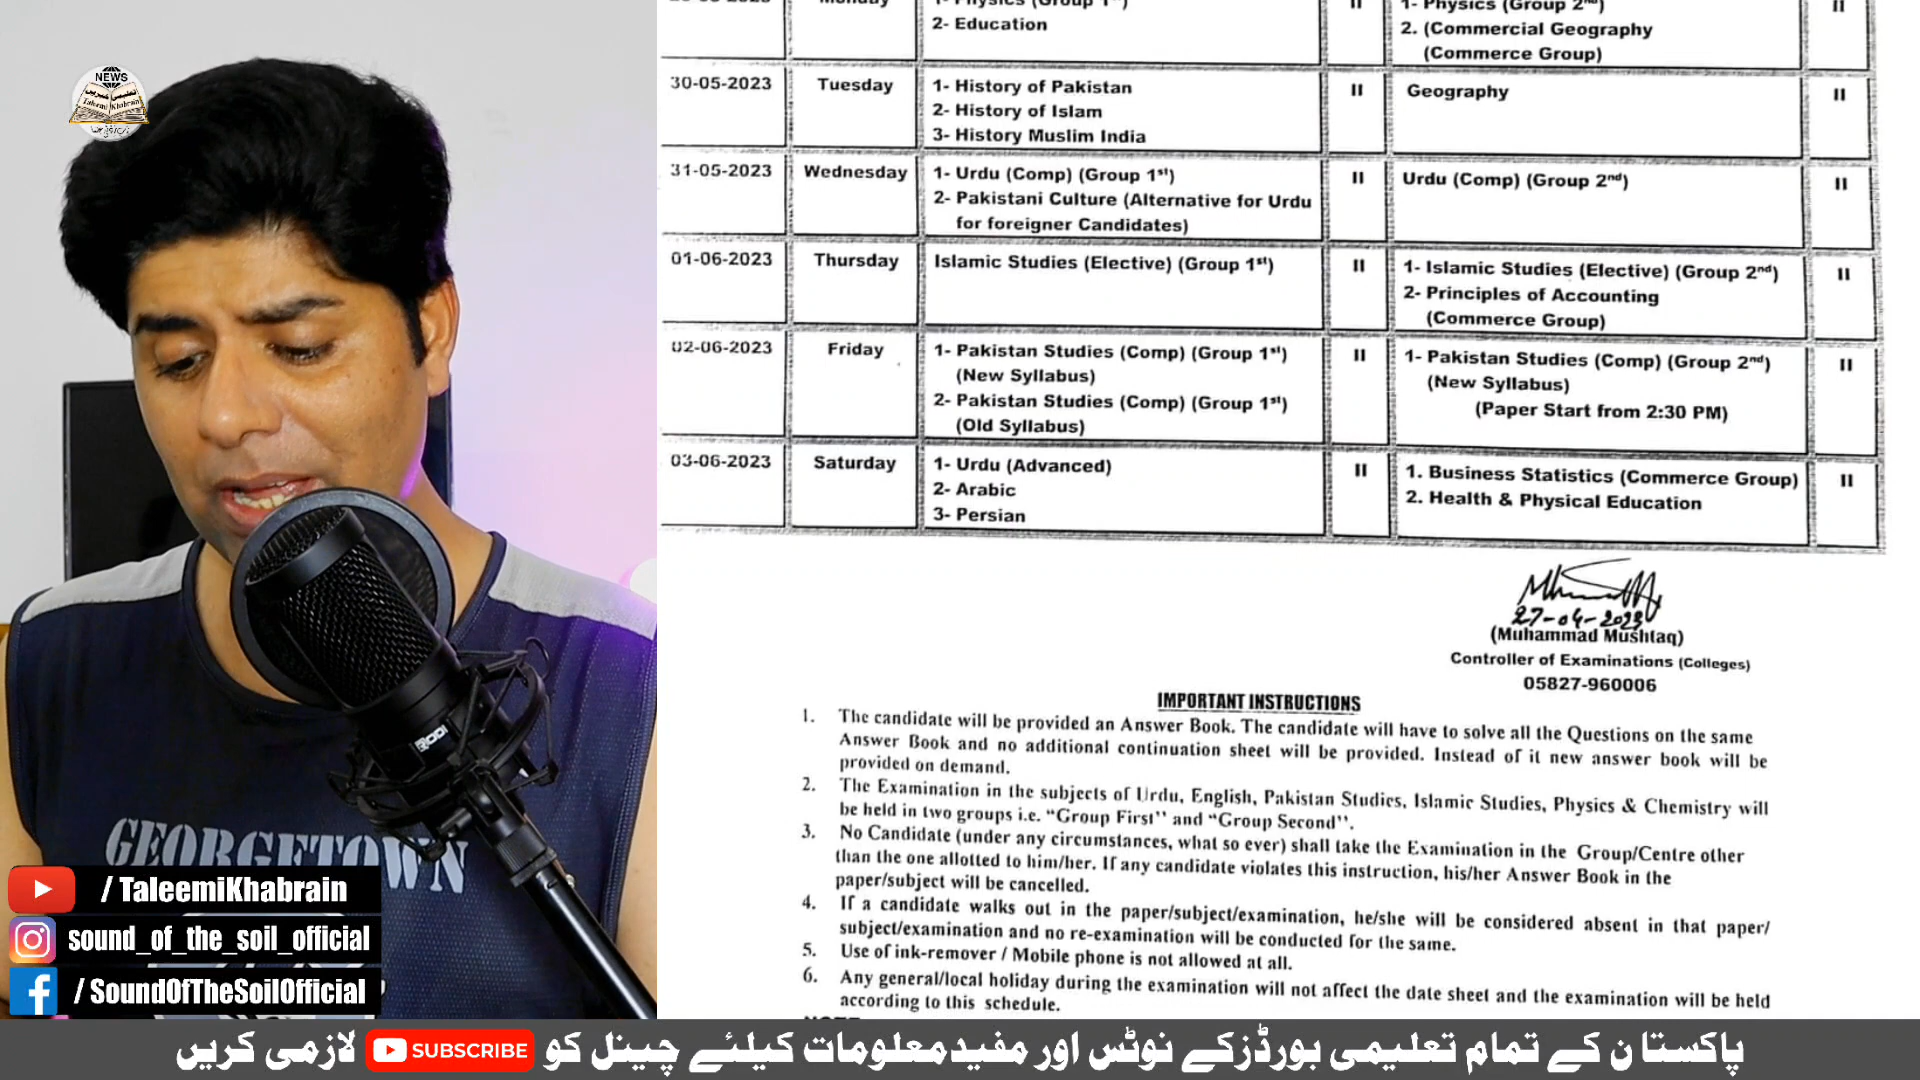 NEWS
تعلیمی خبریں
Taleemi Khabrain
Monday
1- Physics (Group 1st)
II
1- Physics (Group 2nd)
II
2- Education
2. (Commercial Geography
(Commerce Group)
30-05-2023
Tuesday
1- History of Pakistan
2- History of Islam
3- History Muslim India
II
Geography
II
31-05-2023
Wednesday
1- Urdu (Comp) (Group 1st)
2- Pakistani Culture (Alternative for Urdu
for foreigner Candidates)
II
Urdu (Comp) (Group 2nd)
II
01-06-2023
Thursday
Islamic Studies (Elective) (Group 1st)
II
1- Islamic Studies (Elective) (Group 2nd)
2- Principles of Accounting
(Commerce Group)
II
02-06-2023
Friday
1- Pakistan Studies (Comp) (Group 1st)
(New Syllabus)
2- Pakistan Studies (Comp) (Group 1st)
(Old Syllabus)
II
1- Pakistan Studies (Comp) (Group 2nd)
(New Syllabus)
(Paper Start from 2:30 PM)
II
03-06-2023
Saturday
1- Urdu (Advanced)
2- Arabic
3- Persian
II
1. Business Statistics (Commerce Group)
2. Health & Physical Education
II
27-04-2023
(Muhammad Mushtaq)
Controller of Examinations (Colleges)
05827-960006
IMPORTANT INSTRUCTIONS
1. The candidate will be provided an Answer Book. The candidate will have to solve all the Questions on the same
Answer Book and no additional continuation sheet will be provided. Instead of it new answer book will be
provided on demand.
2. The Examination in the subjects of Urdu, English, Pakistan Studies, Islamic Studies, Physics & Chemistry will
be held in two groups i.e. "Group First" and "Group Second".
3. No Candidate (under any circumstances, what so ever) shall take the Examination in the Group/Centre other
than the one allotted to him/her. If any candidate violates this instruction, his/her Answer Book in the
paper/subject will be cancelled.
4. If a candidate walks out in the paper/subject/examination, he/she will be considered absent in that paper/
subject/examination and no re-examination will be conducted for the same.
5. Use of ink-remover / Mobile phone is not allowed at all.
6. Any general/local holiday during the examination will not affect the date sheet and the examination will be held
according to this schedule.
RODE
GEORGETOWN
/ TaleemiKhabrain
sound_of_the_soil_official
/ SoundOfTheSoilOfficial
پاکستان کے تمام تعلیمی بورڈز کے نوٹس اور مفید معلومات کیلئے چینل کو SUBSCRIBE لازمی کریں